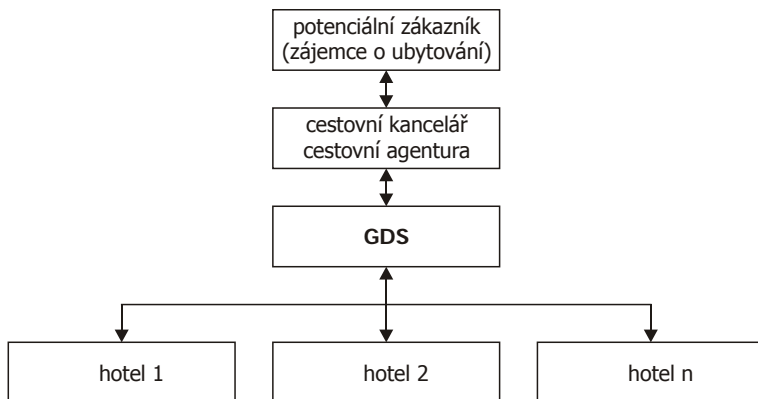 potenciální zákazník
(zájemce o ubytování)
cestovní kancelář
cestovní agentura
GDS
hotel 1
hotel 2
hotel n